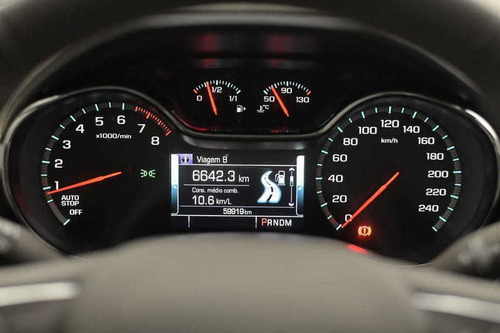 0 1/2 1/1
50 90 130
°C
1 2 3 4 5 6 7 8
x1000/min
AUTO
STOP
OFF
Viagem B
6642.3 km
Cons. médio comb.
10.6 km/L
59919 km
PRNDM
0 20 40 60 80 100 120 140 160 180 200 220 240
km/h